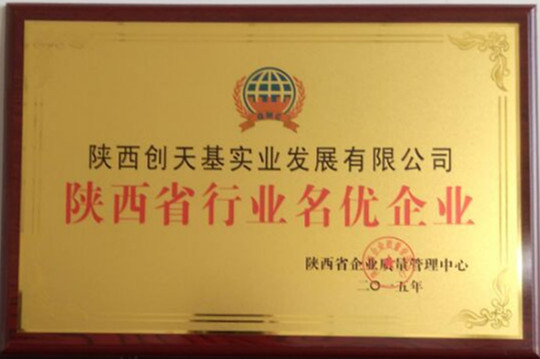 陕西创天基实业发展有限公司
陕西省行业名优企业
陕西省企业质量管理中心
二〇一五年